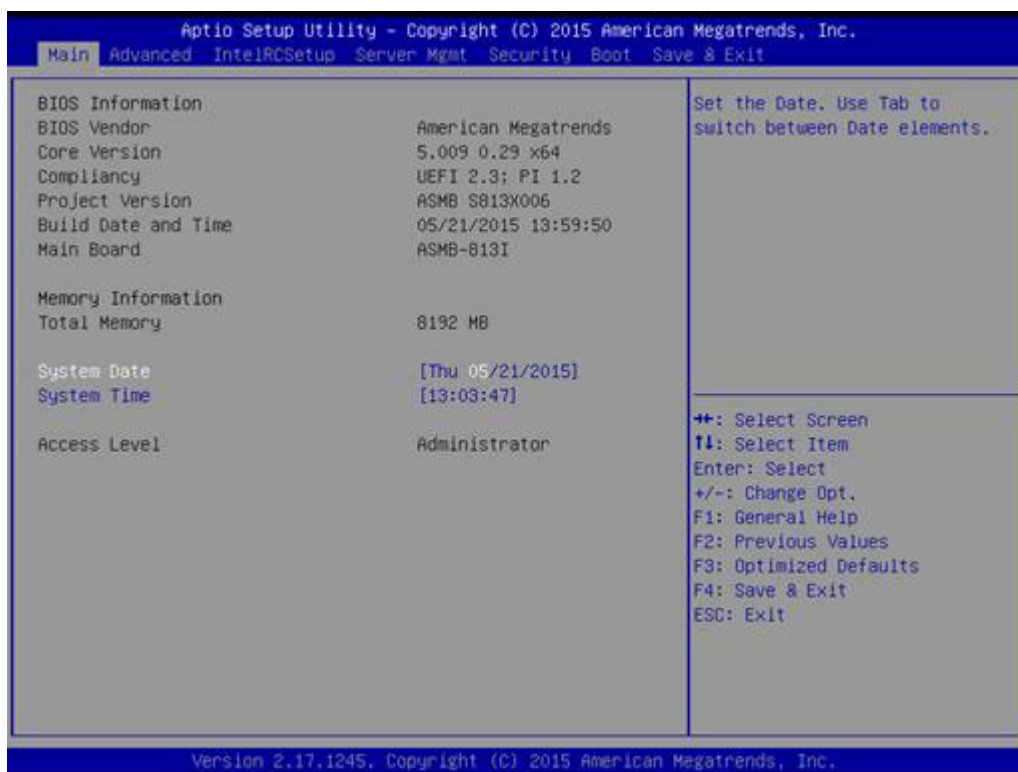 Aptio Setup Utility - Copyright (C) 2015 American Megatrends, Inc.
Main Advanced IntelRCSetup Server Mgmt Security Boot Save & Exit
BIOS Information
BIOS Vendor American Megatrends
Core Version 5.009 0.29 x64
Compliancy UEFI 2.3; PI 1.2
Project Version ASMB S813X006
Build Date and Time 05/21/2015 13:59:50
Main Board ASMB-813I
Memory Information
Total Memory 8192 MB
System Date [Thu 05/21/2015]
System Time [13:03:47]
Access Level Administrator
Set the Date. Use Tab to
switch between Date elements.
→←: Select Screen
↑↓: Select Item
Enter: Select
+/-: Change Opt.
F1: General Help
F2: Previous Values
F3: Optimized Defaults
F4: Save & Exit
ESC: Exit
Version 2.17.1245. Copyright (C) 2015 American Megatrends, Inc.